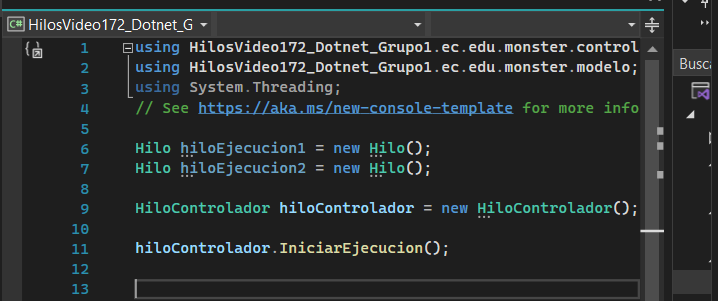 C# HilosVideo172_Dotnet_G
1 using HilosVideo172_Dotnet_Grupo1.ec.edu.monster.control
2 using HilosVideo172_Dotnet_Grupo1.ec.edu.monster.modelo;
3 using System.Threading;
4 // See https://aka.ms/new-console-template for more info
5
6 Hilo hiloEjecucion1 = new Hilo();
7 Hilo hiloEjecucion2 = new Hilo();
8
9 HiloControlador hiloControlador = new HiloControlador();
10
11 hiloControlador.IniciarEjecucion();
12
13
Busca